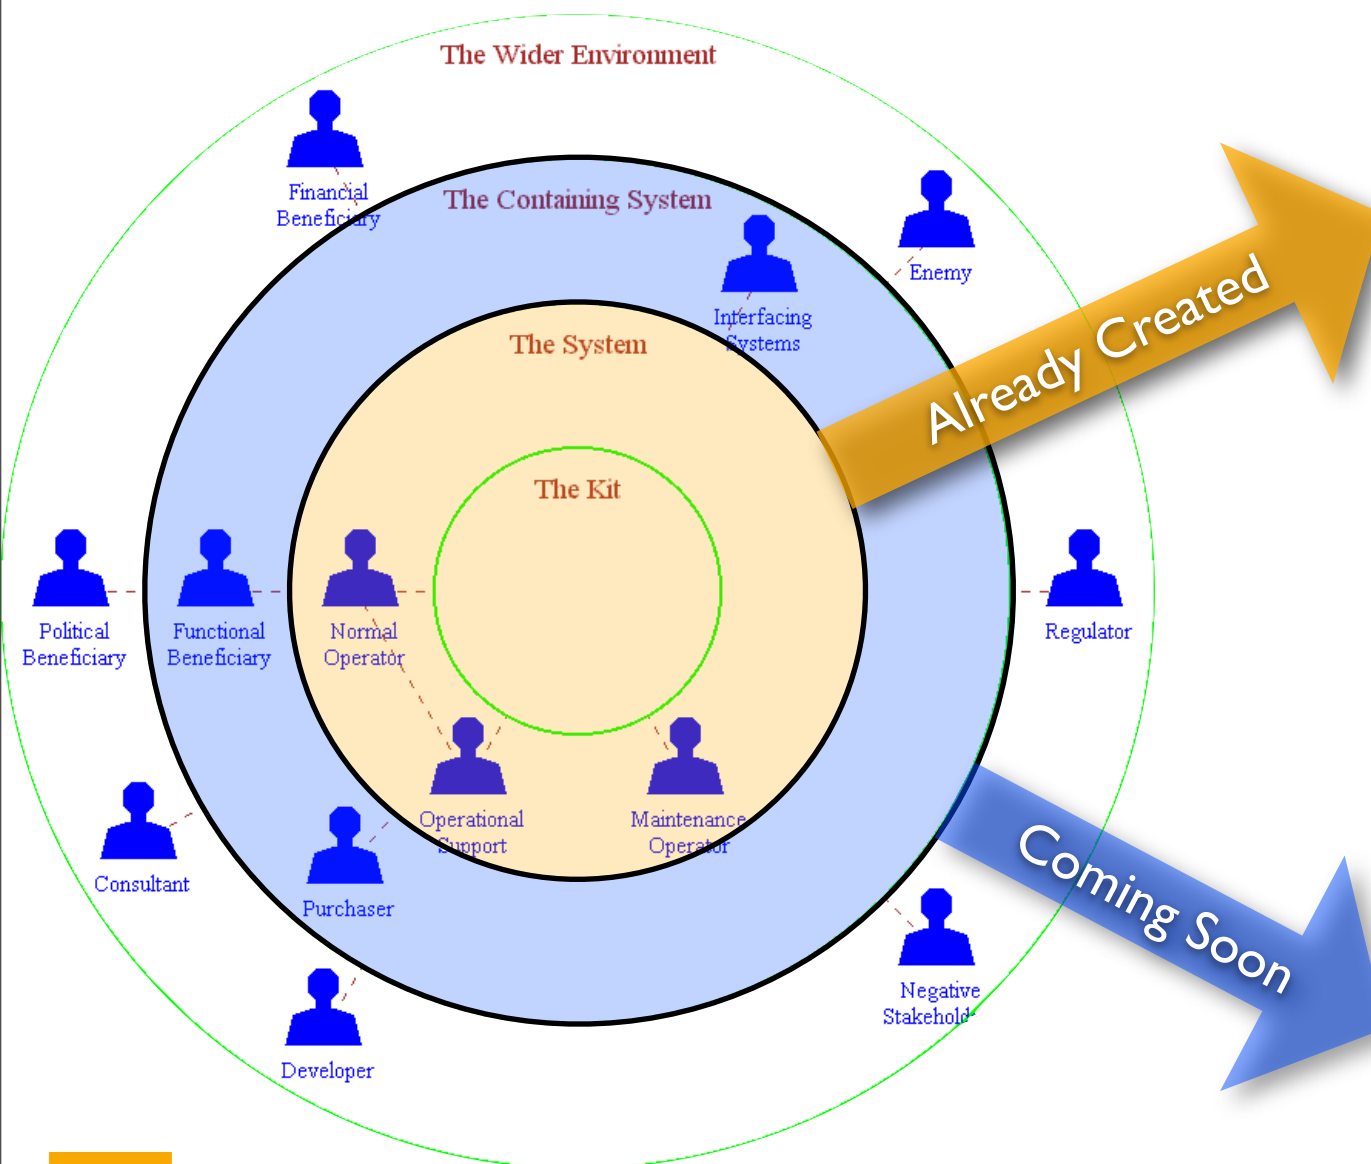 The Wider Environment
Financial
Beneficiary
The Containing System
Enemy
Interfacing
Systems
The System
Already Created
The Kit
Political
Beneficiary
Functional
Beneficiary
Normal
Operator
Regulator
Operational
Support
Maintenance
Operator
Consultant
Purchaser
Coming Soon
Negative
Stakehold
Developer